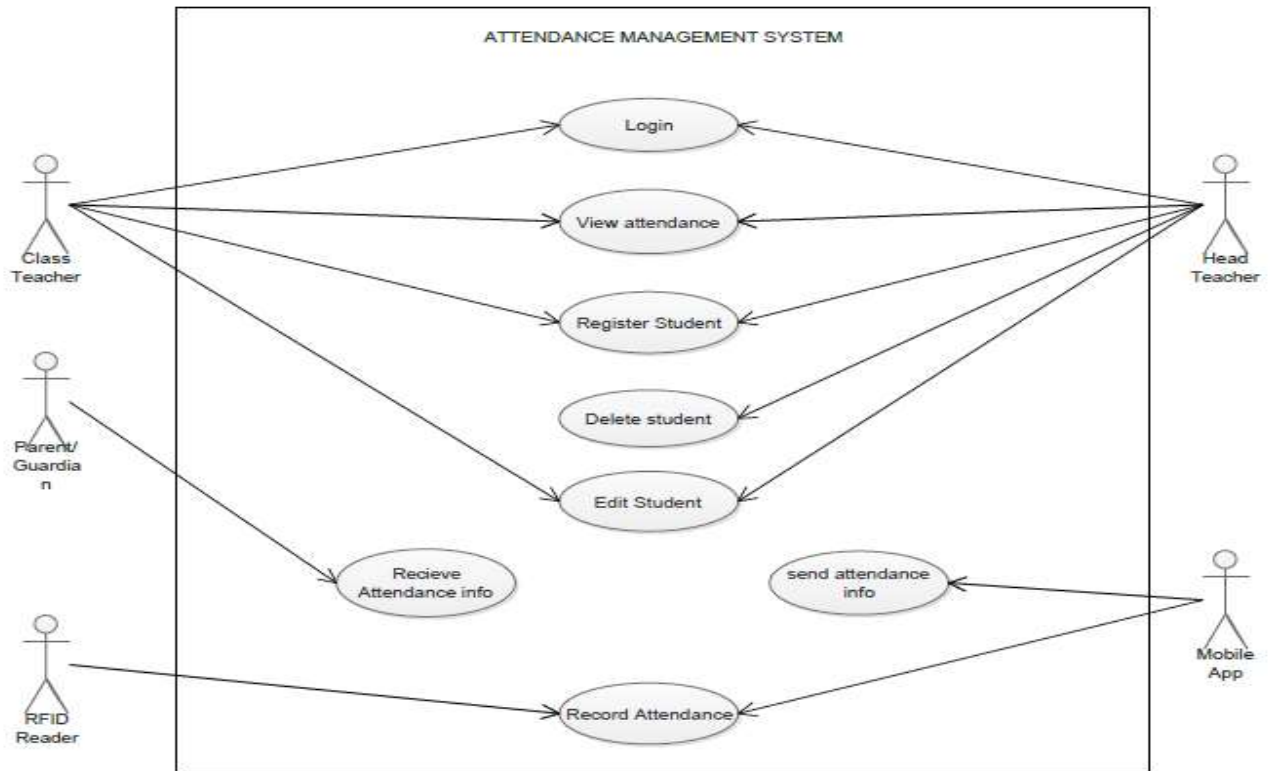 ATTENDANCE MANAGEMENT SYSTEM
Login
View attendance
Class
Teacher
Head
Teacher
Register Student
Delete student
Parent/
Guardia
n
Edit Student
Recieve
Attendance info
send attendance
info
Mobile
App
Record Attendance
RFID
Reader